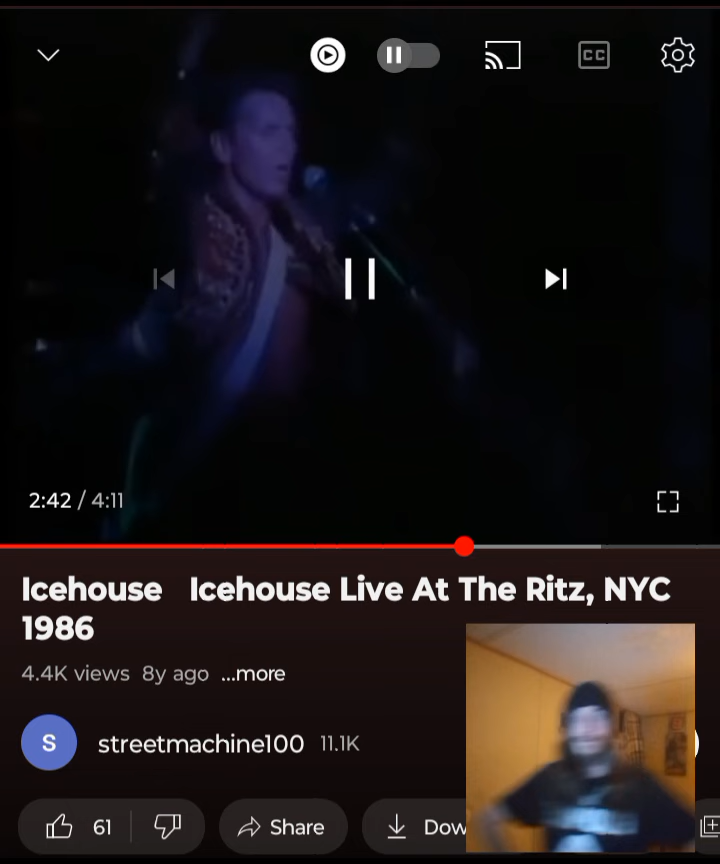 CC
2:42 / 4:11
Icehouse Icehouse Live At The Ritz, NYC
1986
4.4K views 8y ago ...more
S streetmachine100 11.1K
61 Share Dow